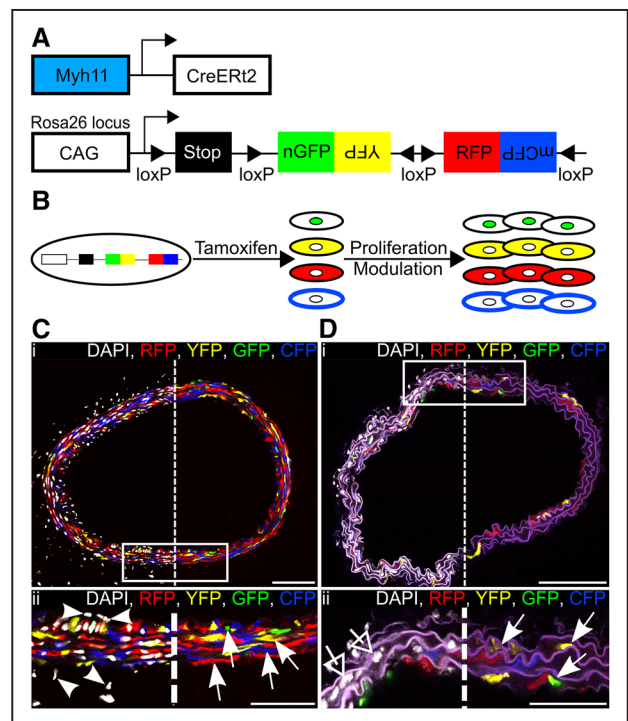 A
Myh11
CreERt2
Rosa26 locus
CAG
Stop
nGFP
YFP
RFP
mCFP
loxP
loxP
loxP
loxP
B
Tamoxifen
Proliferation
Modulation
C
D
i
DAPI, RFP, YFP, GFP, CFP
i
DAPI, RFP, YFP, GFP, CFP
ii
DAPI, RFP, YFP, GFP, CFP
ii
DAPI, RFP, YFP, GFP, CFP